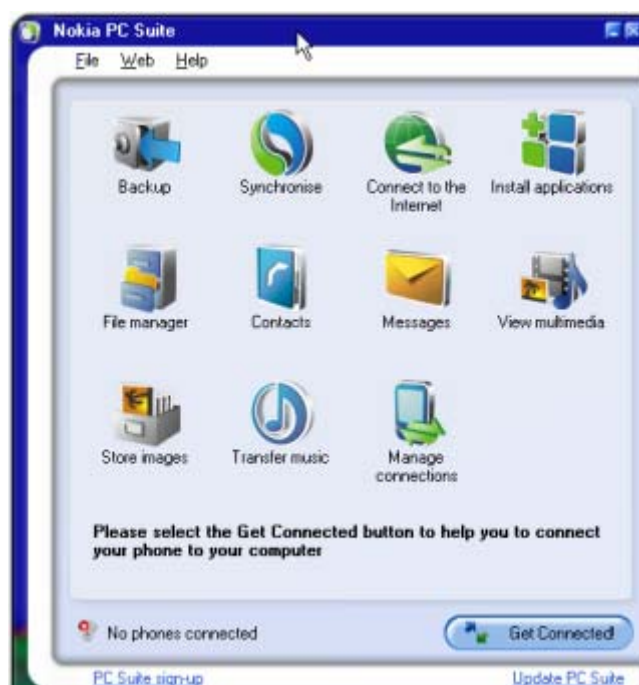 Nokia PC Suite
File Web Help
Backup
Synchronise
Connect to the
Internet
Install applications
File manager
Contacts
Messages
View multimedia
Store images
Transfer music
Manage
connections
Please select the Get Connected button to help you to connect
your phone to your computer
No phones connected
Get Connected!
PC Suite sign-up
Update PC Suite